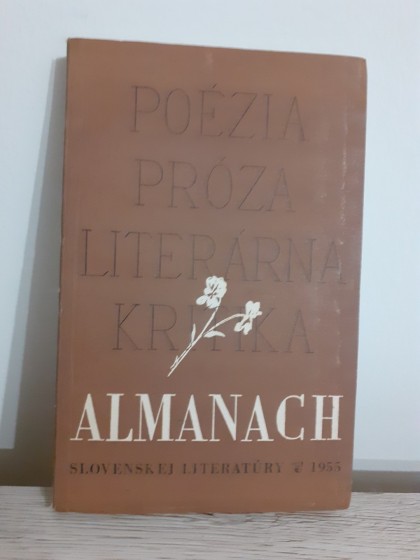 POÉZIA
PRÓZA
LITERÁRNA
KRITIKA
ALMANACH
SLOVENSKEJ LITERATÚRY 1955